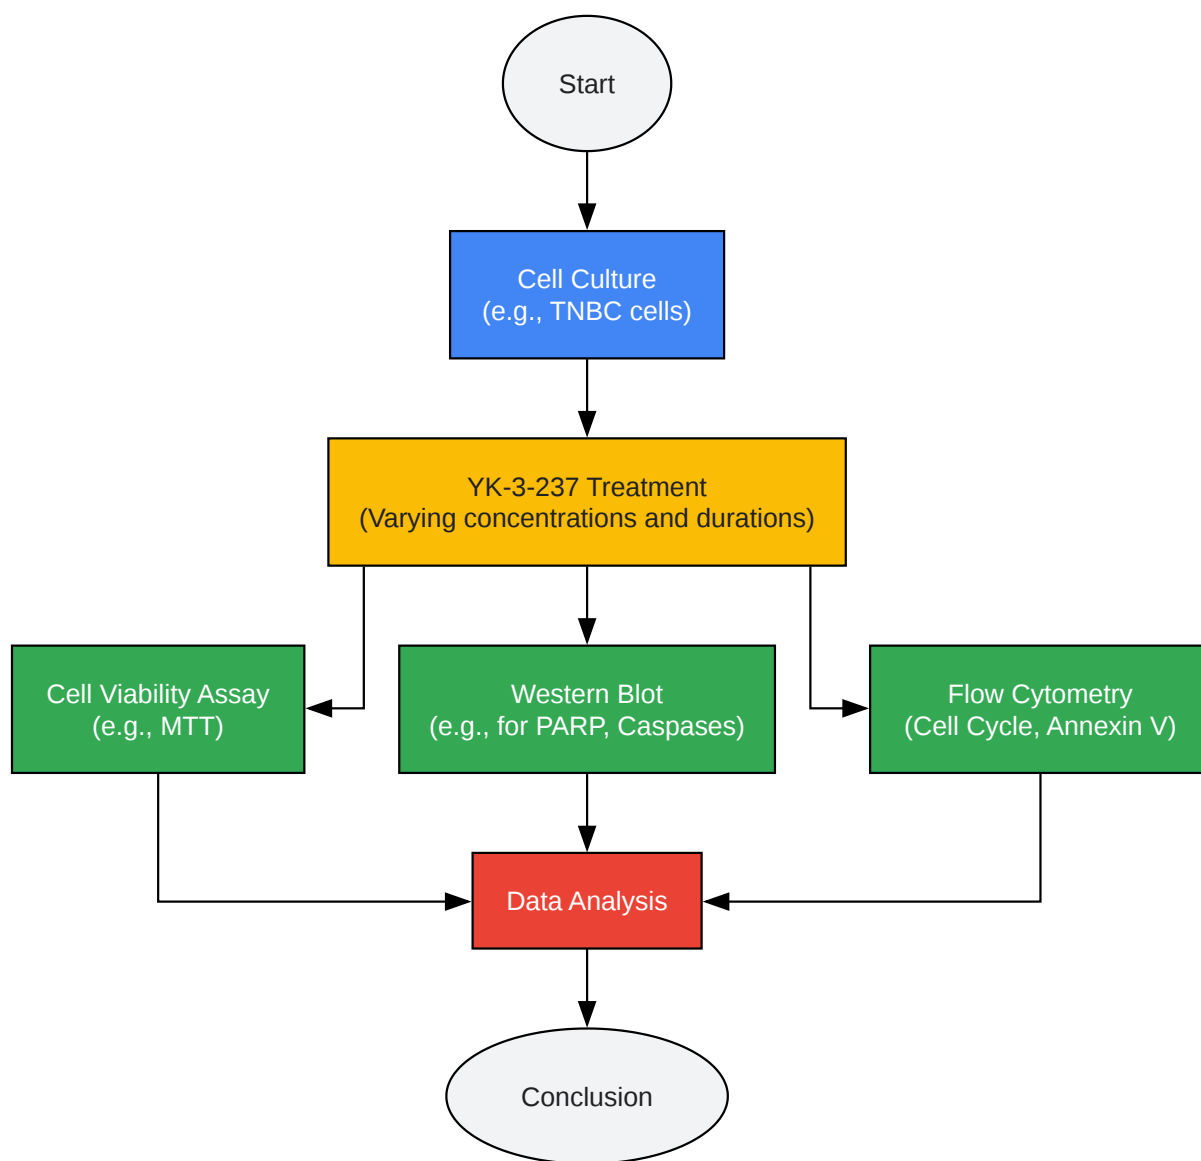 Start
Cell Culture
(e.g., TNBC cells)
YK-3-237 Treatment
(Varying concentrations and durations)
Cell Viability Assay
(e.g., MTT)
Western Blot
(e.g., for PARP, Caspases)
Flow Cytometry
(Cell Cycle, Annexin V)
Data Analysis
Conclusion